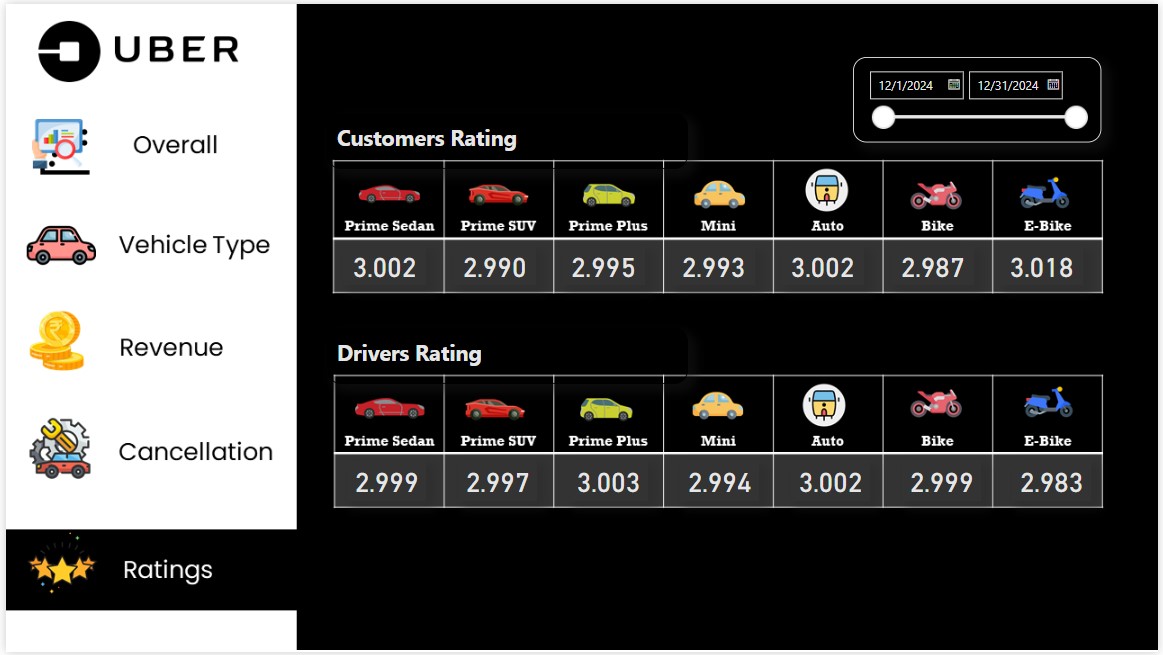 UBER
Overall
Vehicle Type
Revenue
Cancellation
Ratings
12/1/2024 12/31/2024
Customers Rating
Prime Sedan Prime SUV Prime Plus Mini Auto Bike E-Bike
3.002 2.990 2.995 2.993 3.002 2.987 3.018
Drivers Rating
Prime Sedan Prime SUV Prime Plus Mini Auto Bike E-Bike
2.999 2.997 3.003 2.994 3.002 2.999 2.983